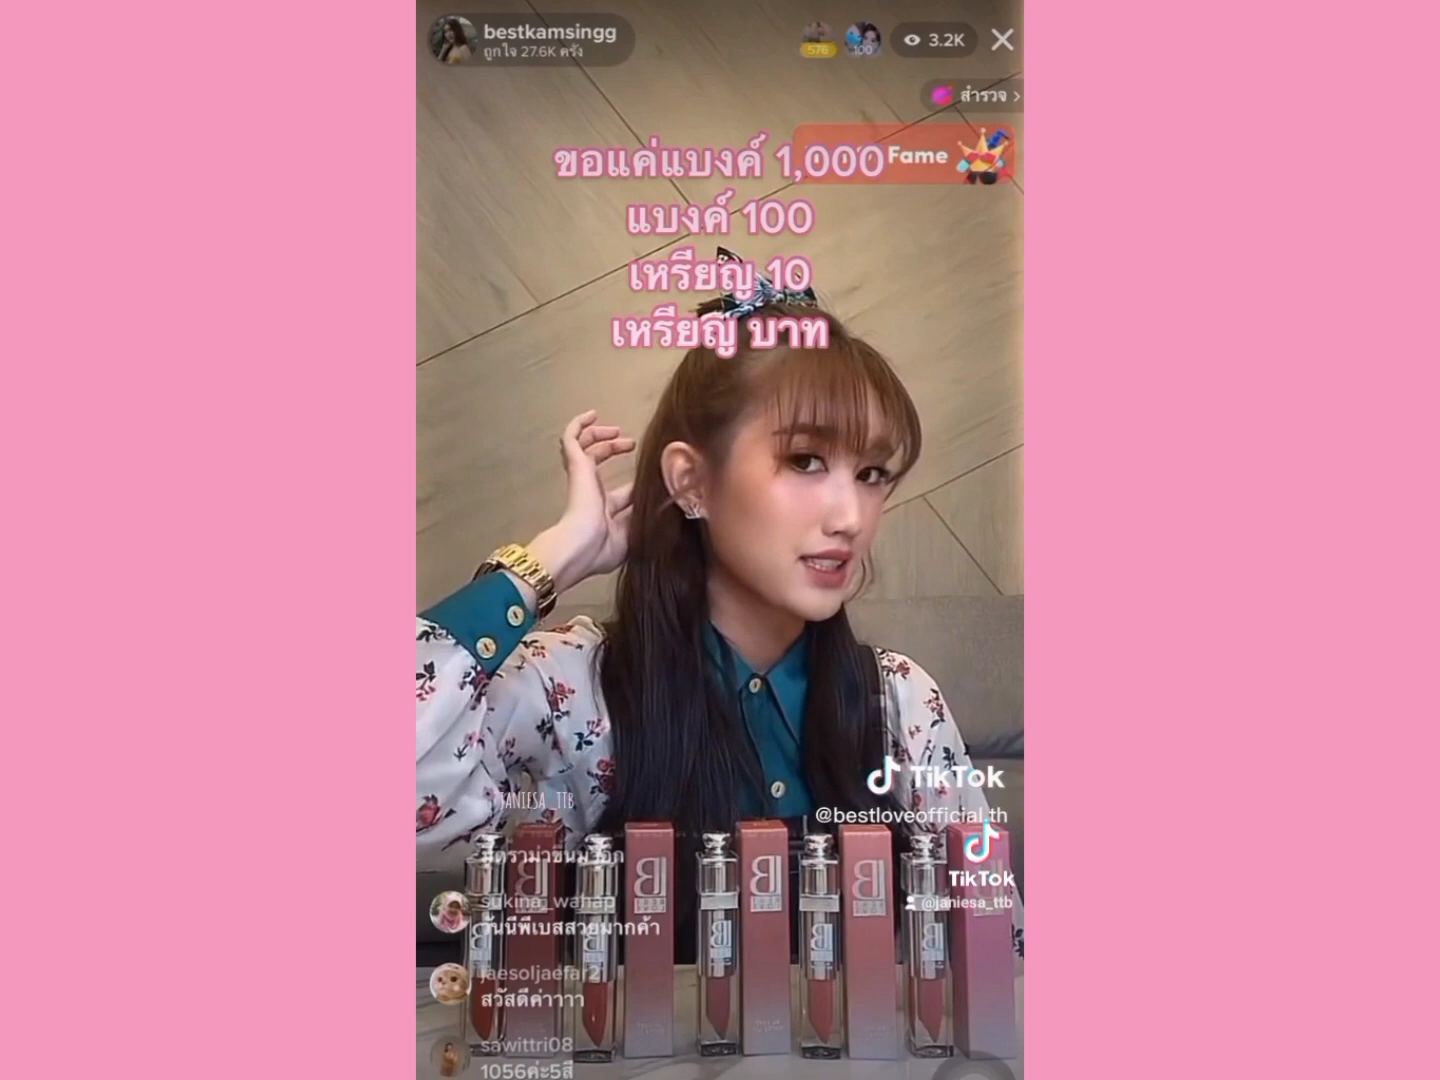 bestkamsingg
ถูกใจ 27.6K ครั้ง
576
100
3.2K
สำรวจ >
Fame
ขอแค่แบงค์ 1,000
แบงค์ 100
เหรียญ 10
เหรียญ บาท
TikTok
@bestloveofficial.th
JANIESA_TTB
TikTok
@janiesa_ttb
sukina_wahap
วันนี้พี่เบสสวยมากค้า
jaesoljaefar21
สวัสดีค่าาาา
sawittri08
1056ค่ะ5สี